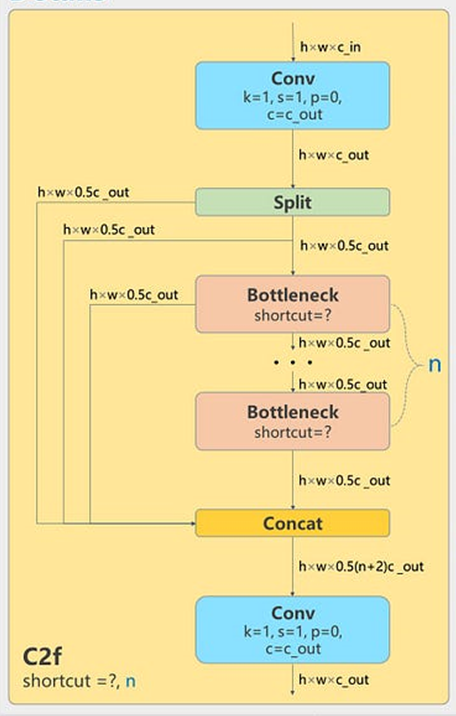 h×w×c_in
Conv
k=1, s=1, p=0,
c=c_out
h×w×c_out
h×w×0.5c_out
Split
h×w×0.5c_out
h×w×0.5c_out
h×w×0.5c_out
Bottleneck
shortcut=?
h×w×0.5c_out
...
n
h×w×0.5c_out
Bottleneck
shortcut=?
h×w×0.5c_out
Concat
h×w×0.5(n+2)c_out
Conv
k=1, s=1, p=0,
c=c_out
C2f
shortcut =?, n
h×w×c_out